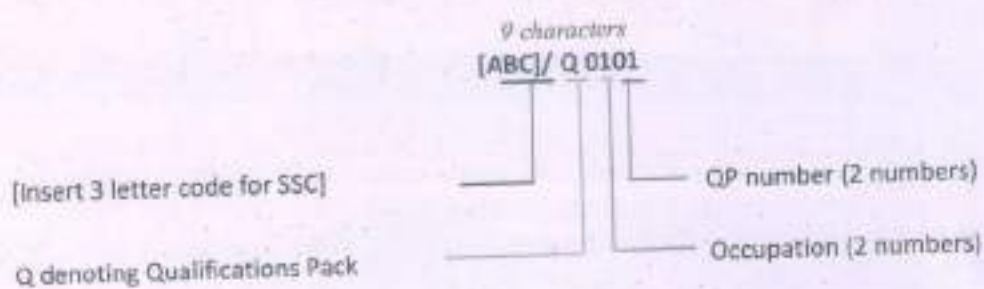 9 characters
[ABC]/ Q 0101
[Insert 3 letter code for SSC]
QP number (2 numbers)
Q denoting Qualifications Pack
Occupation (2 numbers)